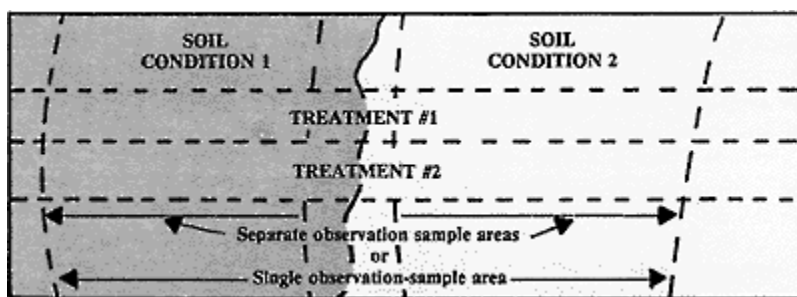 SOIL
CONDITION 1
SOIL
CONDITION 2
TREATMENT #1
TREATMENT #2
Separate observation sample areas
or
Single observation-sample area